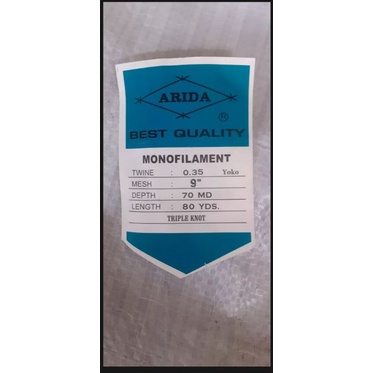 ARIDA
®
BEST QUALITY
MONOFILAMENT
TWINE : 0.35 Yoko
MESH : 9"
DEPTH : 70 MD
LENGTH : 80 YDS.
TRIPLE KNOT